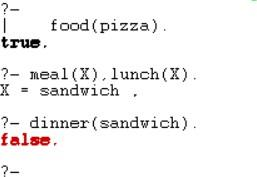 ?-
|    food(pizza).
true.
?- meal(X),lunch(X).
X = sandwich .
?- dinner(sandwich).
false.
?-